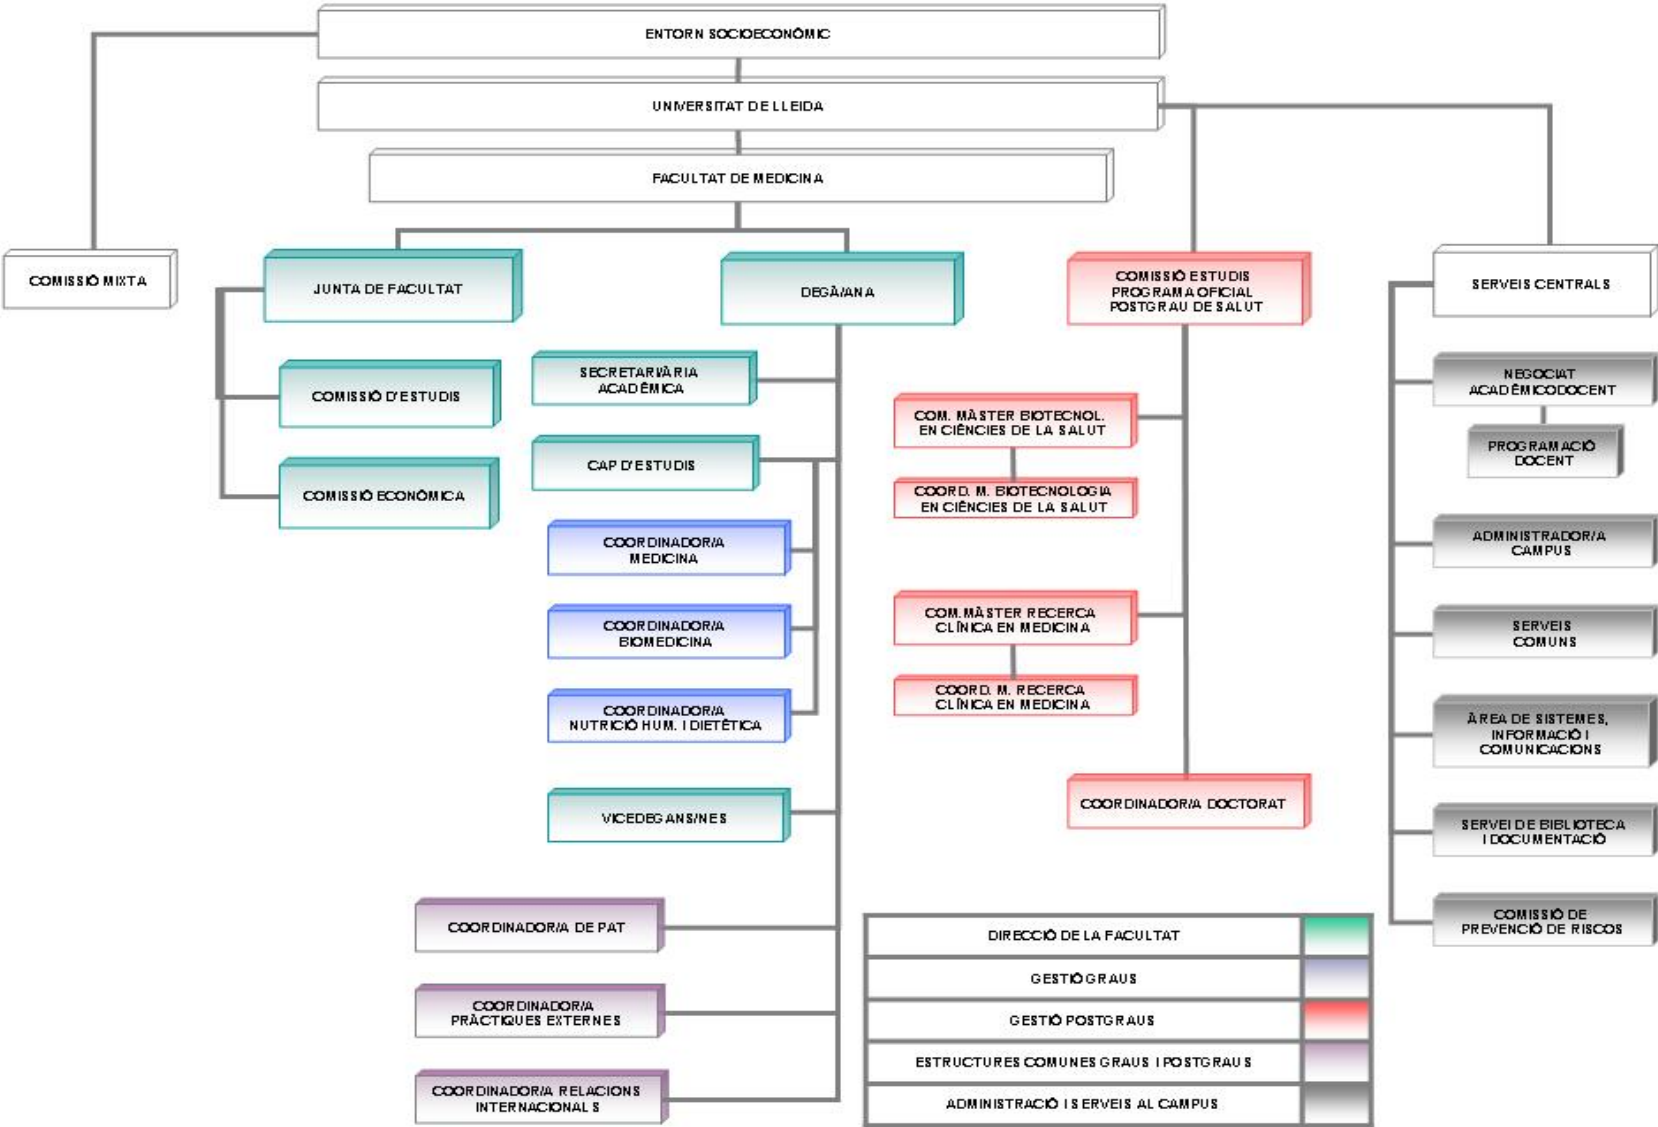 ENTORN SOCIOECONÒMIC
UNIVERSITAT DE LLEIDA
FACULTAT DE MEDICINA
COMISSIÓ MIXTA
JUNTA DE FACULTAT
COMISSIÓ D'ESTUDIS
COMISSIÓ ECONÒMICA
DEGÀ/ANA
SECRETARI/ÀRIA
ACADÈMICA
CAP D'ESTUDIS
COORDINADOR/A
MEDICINA
COORDINADOR/A
BIOMEDICINA
COORDINADOR/A
NUTRICIÓ HUM. I DIETÈTICA
VICEDEGANS/NES
COORDINADOR/A DE PAT
COORDINADOR/A
PRÀCTIQUES EXTERNES
COORDINADOR/A RELACIONS
INTERNACIONALS
COMISSIÓ ESTUDIS
PROGRAMA OFICIAL
POSTGRAU DE SALUT
COM. MÀSTER BIOTECNOL.
EN CIÈNCIES DE LA SALUT
COORD. M. BIOTECNOLOGIA
EN CIÈNCIES DE LA SALUT
COM. MÀSTER RECERCA
CLÍNICA EN MEDICINA
COORD. M. RECERCA
CLÍNICA EN MEDICINA
COORDINADOR/A DOCTORAT
SERVEIS CENTRALS
NEGOCIAT
ACADÈMICODOCENT
PROGRAMACIÓ
DOCENT
ADMINISTRADOR/A
CAMPUS
SERVEIS
COMUNS
ÀREA DE SISTEMES,
INFORMACIÓ I
COMUNICACIONS
SERVEI DE BIBLIOTECA
I DOCUMENTACIÓ
COMISSIÓ DE
PREVENCIÓ DE RISCOS
DIRECCIÓ DE LA FACULTAT
GESTIÓ GRAUS
GESTIÓ POSTGRAUS
ESTRUCTURES COMUNES GRAUS I POSTGRAUS
ADMINISTRACIÓ I SERVEIS AL CAMPUS